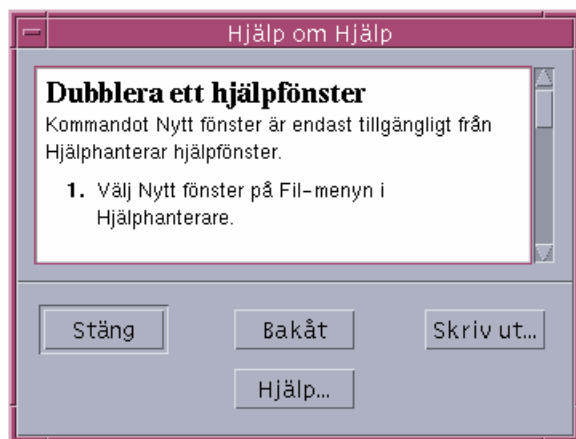 Hjälp om Hjälp
Dubblera ett hjälpfönster
Kommandot Nytt fönster är endast tillgängligt från
Hjälphanterar hjälpfönster.
1. Välj Nytt fönster på Fil-menyn i
Hjälphanterare.
Stäng
Bakåt
Skriv ut...
Hjälp...